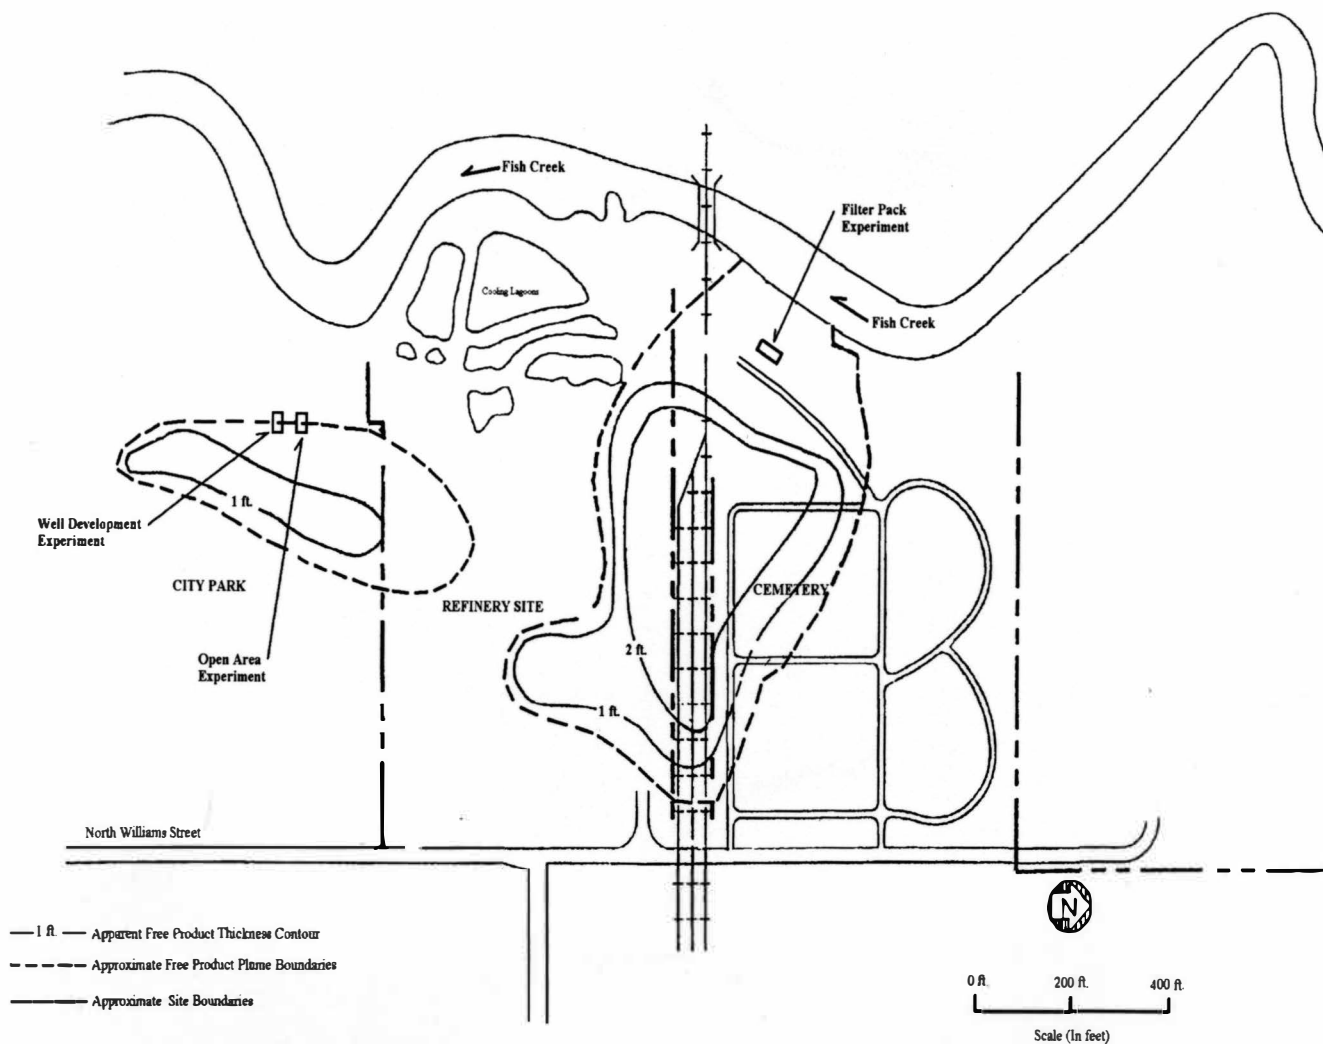 Fish Creek
Filter Pack
Experiment
Cooling Lagoons
Fish Creek
1 ft.
Well Development
Experiment
CITY PARK
REFINERY SITE
CEMETERY
Open Area
Experiment
2 ft.
1 ft.
North Williams Street
N
1 ft.
Apparent Free Product Thickness Contour
Approximate Free Product Plume Boundaries
Approximate Site Boundaries
0 ft.
200 ft.
400 ft.
Scale (In feet)